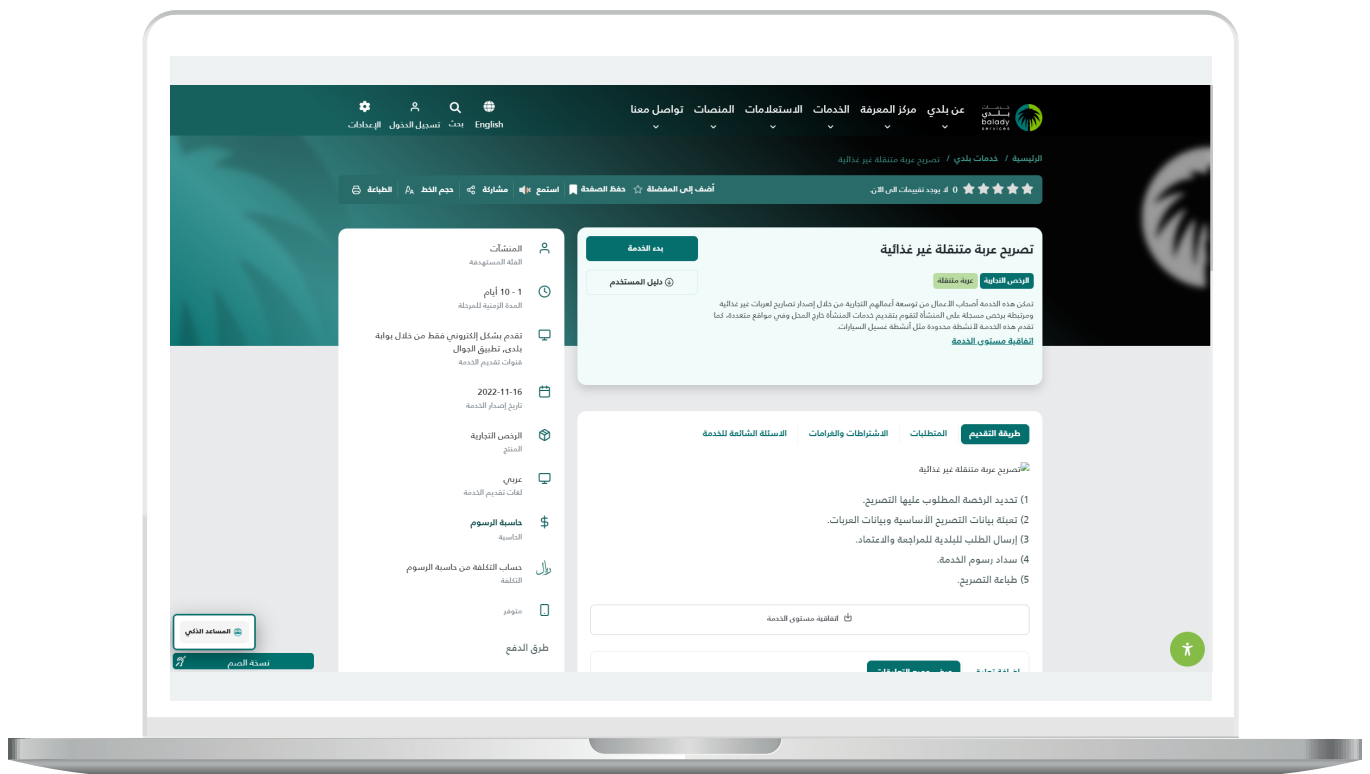 خدمات
بلدي
balady
services
عن بلدي
مركز المعرفة
الخدمات
الاستعلامات
المنصات
تواصل معنا
English
بحث
تسجيل الدخول
الإعدادات
الرئيسية / خدمات بلدي / تصريح عربة متنقلة غير غذائية
0 لا يوجد تقييمات الى الآن.
أضف إلى المفضلة
حفظ الصفحة
استمع
مشاركة
حجم الخط
الطباعة
تصريح عربة متنقلة غير غذائية
بدء الخدمة
دليل المستخدم
الرخص التجارية
عربة متنقلة
تمكن هذه الخدمة أصحاب الأعمال من توسعة أعمالهم التجارية من خلال إصدار تصاريح لعربات غير غذائية
ومرتبطة برخص مسجلة على المنشأة لتقوم بتقديم خدمات المنشأة خارج المحل وفي مواقع متعددة، كما
تقدم هذه الخدمة لأنشطة محدودة مثل أنشطة غسيل السيارات.
اتفاقية مستوى الخدمة
طريقة التقديم
المتطلبات
الاشتراطات والغرامات
الاسئلة الشائعة للخدمة
تصريح عربة متنقلة غير غذائية
1) تحديد الرخصة المطلوب عليها التصريح.
2) تعبئة بيانات التصريح الأساسية وبيانات العربات.
3) إرسال الطلب للبلدية للمراجعة والاعتماد.
4) سداد رسوم الخدمة.
5) طباعة التصريح.
اتفاقية مستوى الخدمة
المنشآت
الفئة المستهدفة
1 - 10 أيام
المدة الزمنية للمرحلة
تقدم بشكل إلكتروني فقط من خلال بوابة
بلدي, تطبيق الجوال
قنوات تقديم الخدمة
2022-11-16
تاريخ إصدار الخدمة
الرخص التجارية
المنتج
عربي
لغات تقديم الخدمة
حاسبة الرسوم
الحاسبة
ريال
حساب التكلفة من حاسبة الرسوم
التكلفة
متوفر
طرق الدفع
المساعد الذكي
نسخة الصم